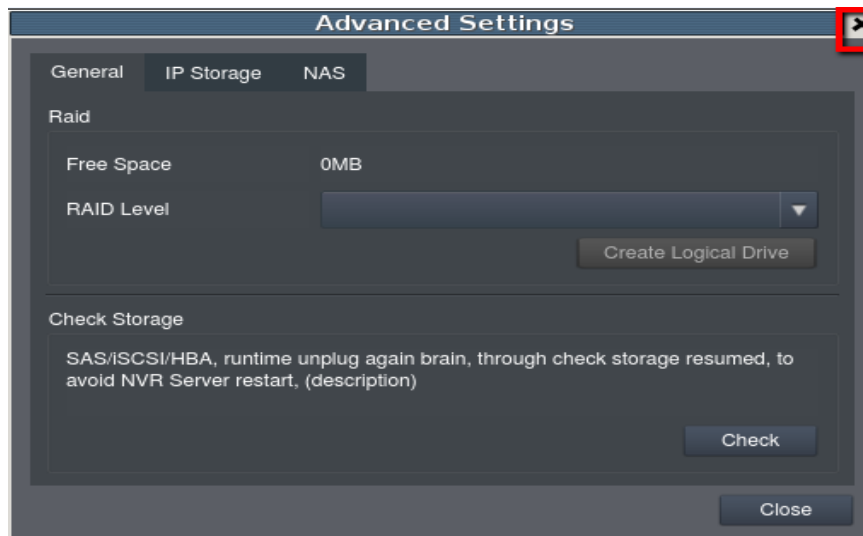 Advanced Settings
General IP Storage NAS
Raid
Free Space 0MB
RAID Level
Create Logical Drive
Check Storage
SAS/iSCSI/HBA, runtime unplug again brain, through check storage resumed, to
avoid NVR Server restart, (description)
Check
Close